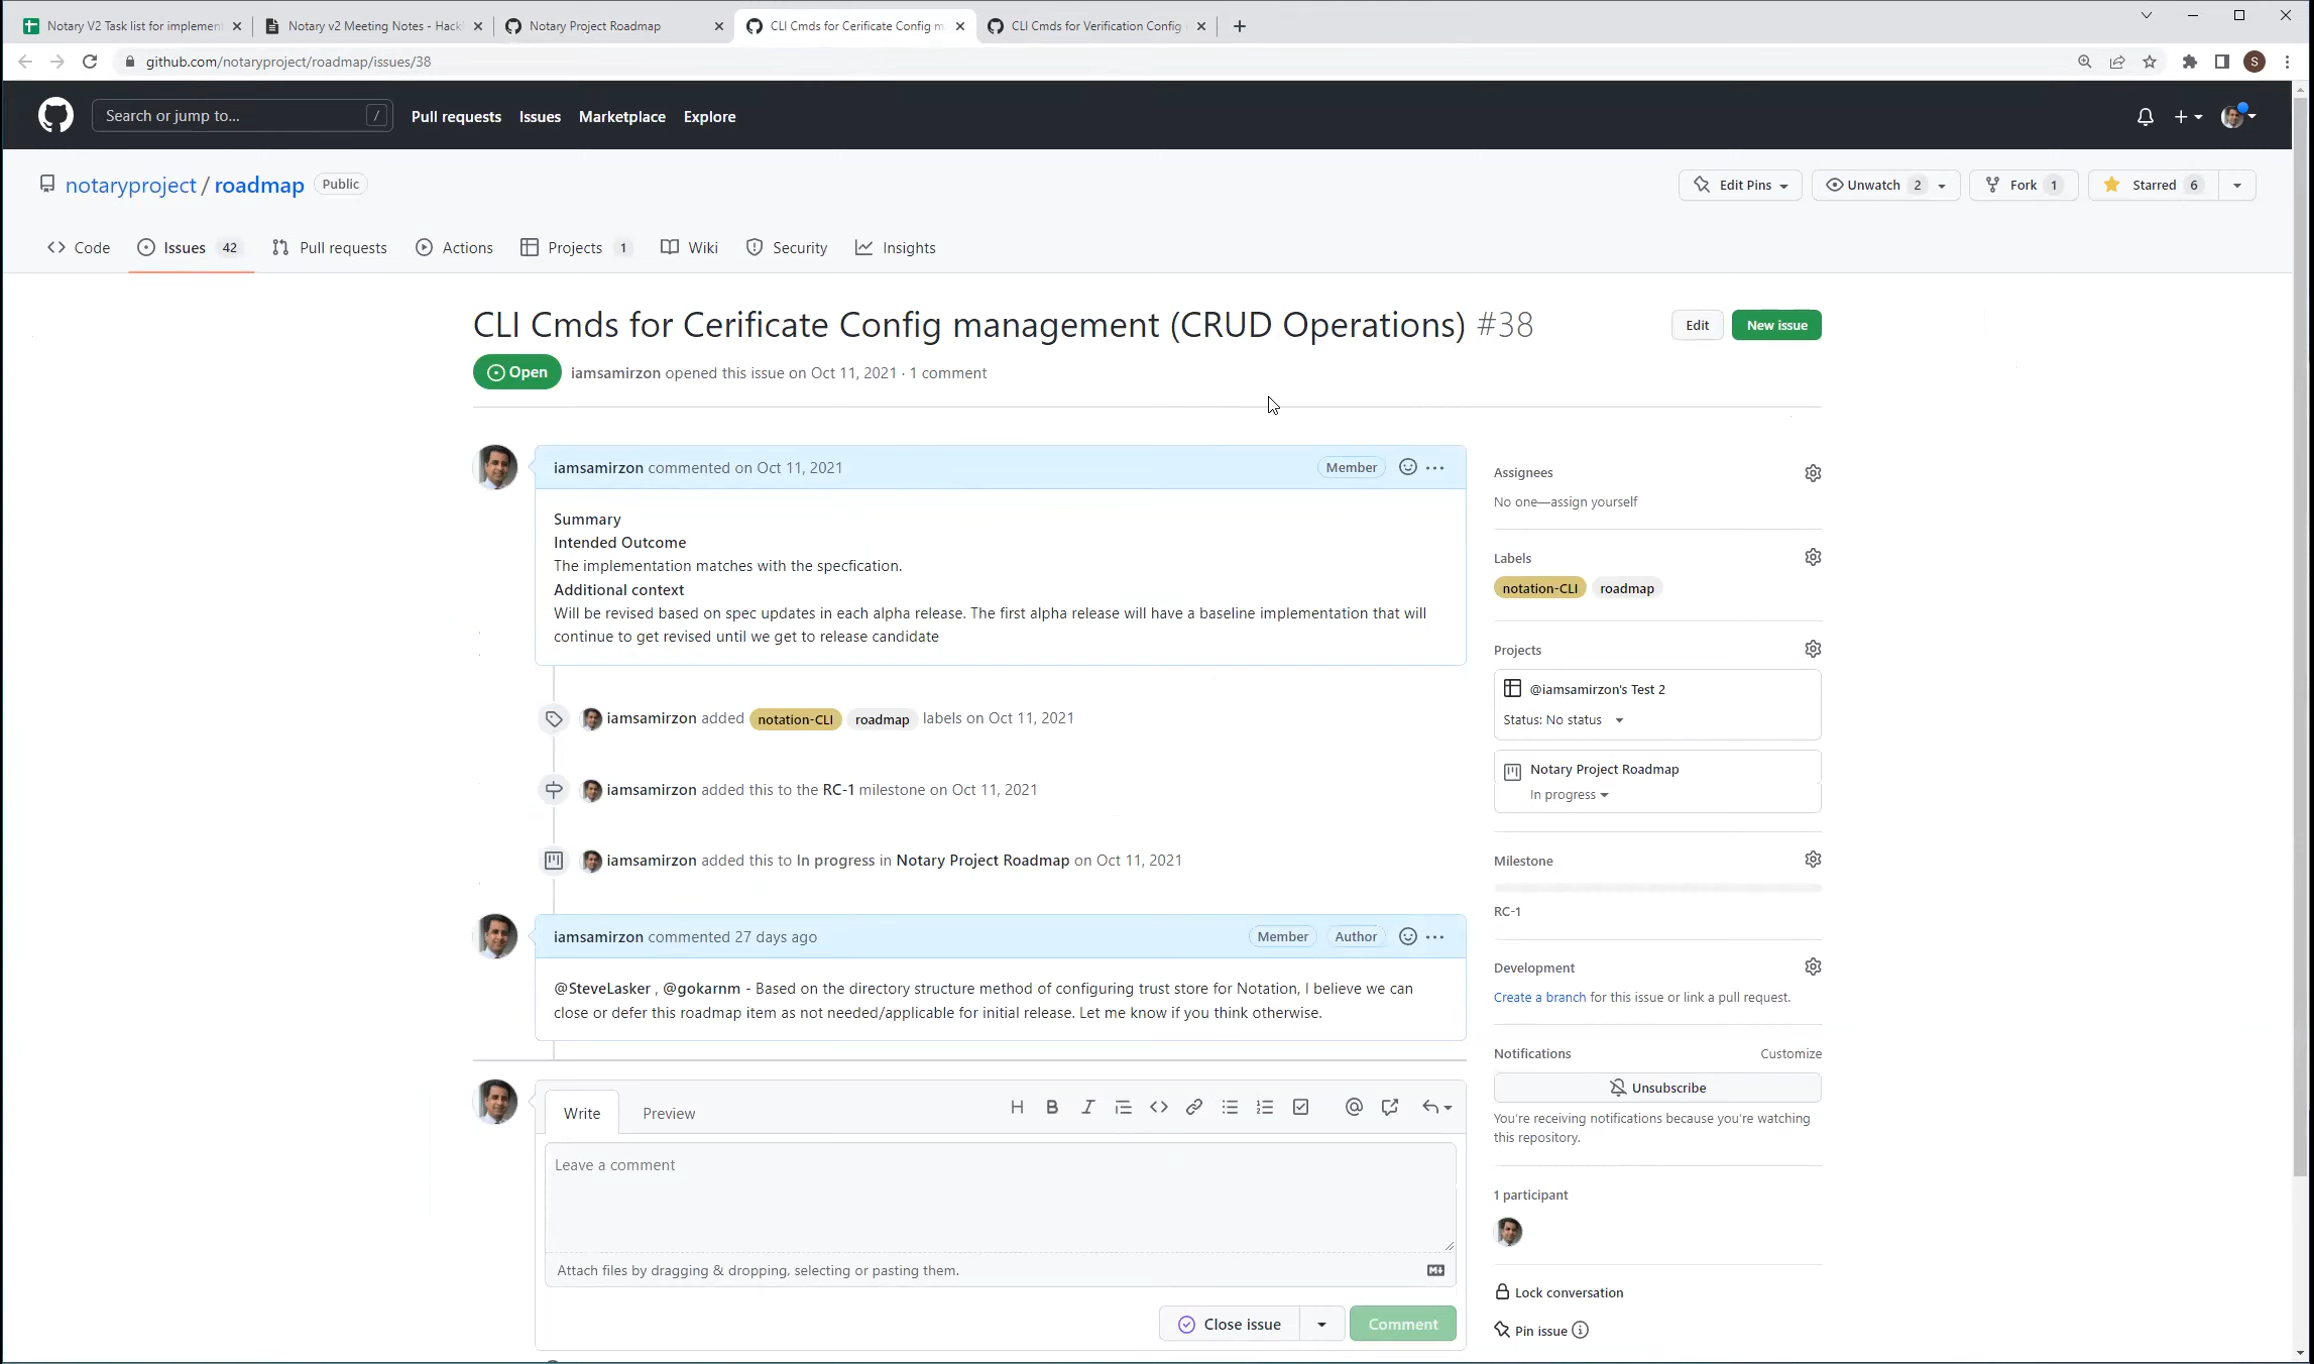 Notary V2 Task list for implemen
Notary v2 Meeting Notes - Hack
Notary Project Roadmap
CLI Cmds for Cerificate Config m
CLI Cmds for Verification Config
github.com/notaryproject/roadmap/issues/38
S
Search or jump to...
/
Pull requests
Issues
Marketplace
Explore
notaryproject / roadmap
Public
Edit Pins
Unwatch 2
Fork 1
Starred 6
Code
Issues 42
Pull requests
Actions
Projects 1
Wiki
Security
Insights
CLI Cmds for Cerificate Config management (CRUD Operations) #38
Edit
New issue
Open
iamsamirzon opened this issue on Oct 11, 2021 · 1 comment
iamsamirzon commented on Oct 11, 2021
Member
Summary
Intended Outcome
The implementation matches with the specfication.
Additional context
Will be revised based on spec updates in each alpha release. The first alpha release will have a baseline implementation that will
continue to get revised until we get to release candidate
iamsamirzon added notation-CLI roadmap labels on Oct 11, 2021
iamsamirzon added this to the RC-1 milestone on Oct 11, 2021
iamsamirzon added this to In progress in Notary Project Roadmap on Oct 11, 2021
iamsamirzon commented 27 days ago
Member
Author
@SteveLasker , @gokarnm - Based on the directory structure method of configuring trust store for Notation, I believe we can
close or defer this roadmap item as not needed/applicable for initial release. Let me know if you think otherwise.
Write
Preview
Leave a comment
Attach files by dragging & dropping, selecting or pasting them.
Close issue
Comment
Assignees
No one—assign yourself
Labels
notation-CLI
roadmap
Projects
@iamsamirzon's Test 2
Status: No status
Notary Project Roadmap
In progress
Milestone
RC-1
Development
Create a branch for this issue or link a pull request.
Notifications
Customize
Unsubscribe
You're receiving notifications because you're watching
this repository.
1 participant
Lock conversation
Pin issue